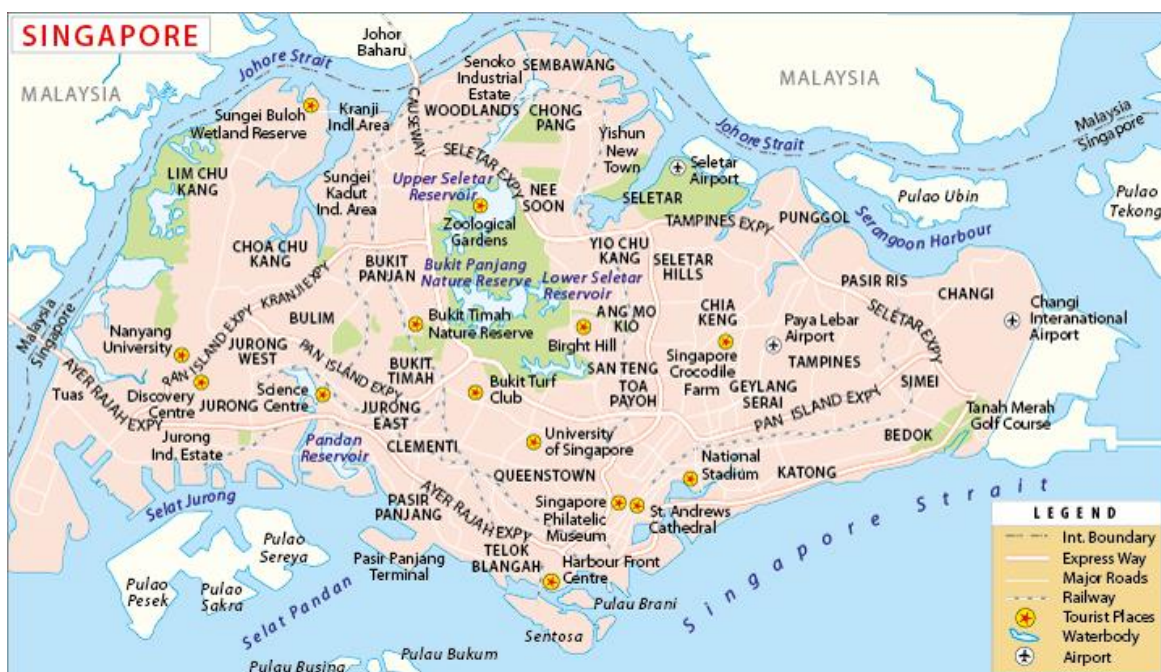 SINGAPORE
Johor
Baharu
MALAYSIA
Johore Strait
Senoko
Industrial
Estate
SEMBAWANG
MALAYSIA
Malaysia
Singapore
Sungei Buloh
Wetland Reserve
Kranji
Indl.Area
CAUSEWAY
WOODLANDS
CHONG
PANG
Yishun
New
Town
Johore Strait
Seletar
Airport
Pulao Ubin
Pulao
Tekong
LIM CHU
KANG
Sungei
Kadut
Ind. Area
Upper Seletar
Reservoir
SELETAR EXPY
NEE
SOON
SELETAR
TAMPINES EXPY
PUNGGOL
Serangoon Harbour
Zoological
Gardens
CHOA CHU
KANG
BUKIT
PANJAN
Bukit Panjang
Nature Reserve
YIO CHU
KANG
SELETAR
HILLS
Lower Seletar
Reservoir
PASIR RIS
CHANGI
KRANJI EXPY
Malaysia
Singapore
Nanyang
University
PAN ISLAND EXPY
BULIM
Bukit Timah
Nature Reserve
ANG MO
KIO
CHIA
KENG
Paya Lebar
Airport
SELETAR EXPY
Changi
Interanational
Airport
JURONG
WEST
PAN ISLAND EXPY
BUKIT
TIMAH
Birght Hill
Singapore
Crocodile
Farm
TAMPINES
AYER RAJAH EXPY
Tuas
Discovery
Centre
JURONG
Science
Centre
JURONG
EAST
Bukit Turf
Club
SAN TENG
TOA
PAYOH
GEYLANG
SERAI
PAN ISLAND EXPY
SIMEI
Tanah Merah
Golf Course
Jurong
Ind. Estate
Pandan
Reservoir
CLEMENTI
University
of Singapore
BEDOK
National
Stadium
KATONG
QUEENSTOWN
Selat Jurong
PASIR
PANJANG
AYER RAJAH EXPY
Singapore
Philatelic
Museum
St. Andrews
Cathedral
Singapore Strait
Pulao
Sereya
Pulao
Pesek
Pulao
Sakra
Selat Pandan
Pasir Panjang
Terminal
TELOK
BLANGAH
Harbour Front
Centre
Pulau Brani
Sentosa
Pulau Busing
Pulau Bukum
LEGEND
Int. Boundary
Express Way
Major Roads
Railway
Tourist Places
Waterbody
Airport